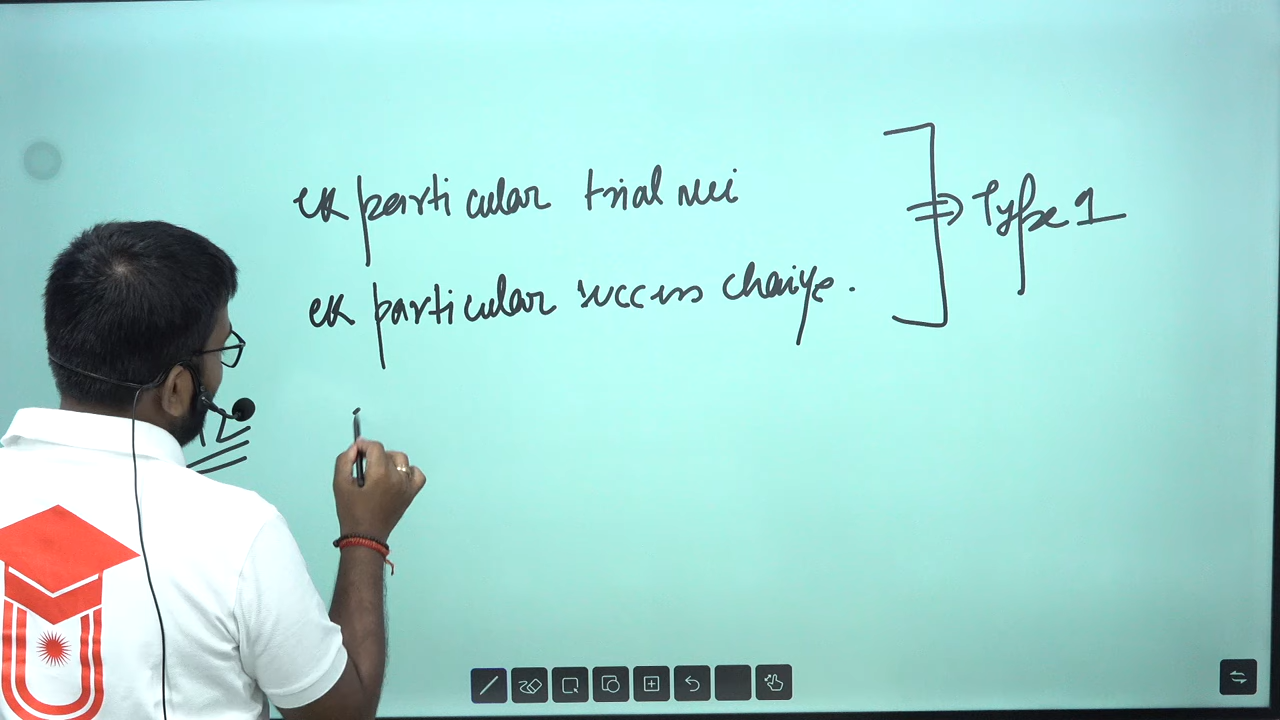 ek particular trial mei
ek particular success chaiye.
⇒ Type 1